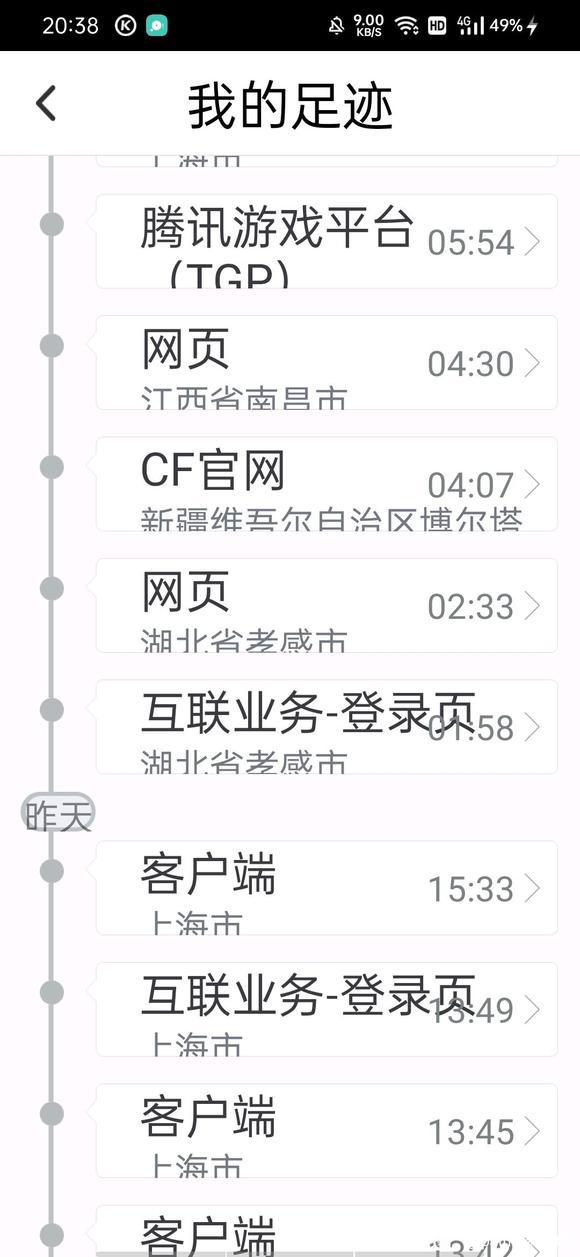 20:38
9.00
KB/S
HD
4G
49%
我的足迹
上海市
腾讯游戏平台
05:54
（TGP）
网页
04:30
江西省南昌市
CF官网
04:07
新疆维吾尔自治区博尔塔
网页
02:33
湖北省孝感市
互联业务-登录页
01:58
湖北省孝感市
昨天
客户端
15:33
上海市
互联业务-登录页
13:49
上海市
客户端
13:45
上海市
客户端